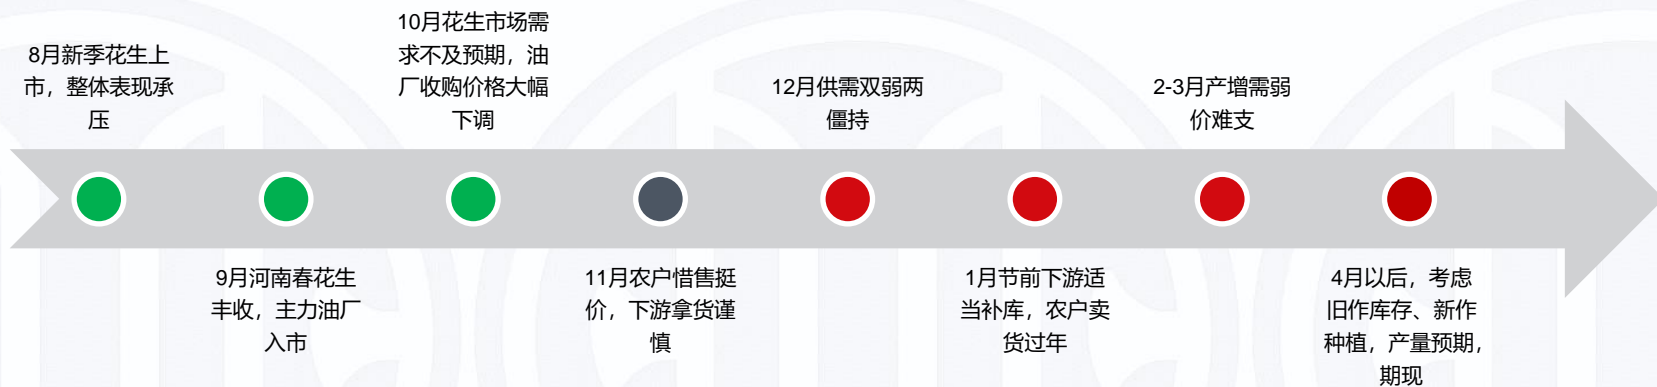 8月新季花生上
市，整体表现承
压
9月河南春花生
丰收，主力油厂
入市
10月花生市场需
求不及预期，油
厂收购价格大幅
下调
11月农户惜售挺
价，下游拿货谨
慎
12月供需双弱两
僵持
1月节前下游适
当补库，农户卖
货过年
2-3月产增需弱
价难支
4月以后，考虑
旧作库存、新作
种植，产量预期，
期现